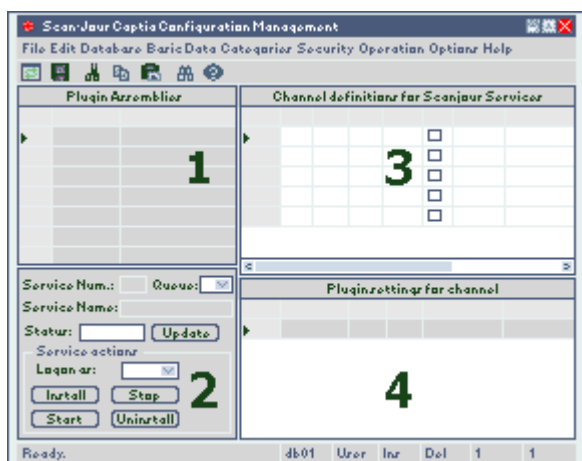 Scan-Jour Captia Configuration Management
File Edit Database Basic Data Categories Security Operation Options Help
Plugin Assemblies
Channel definitions for Scanjour Services
1
3
Service Num.: Queue:
Service Name:
Status: Update
Service actions
Logon as:
Install Stop
Start Uninstall
2
Plugin settings for channel
4
Ready. db01 User Ins Del 1 1